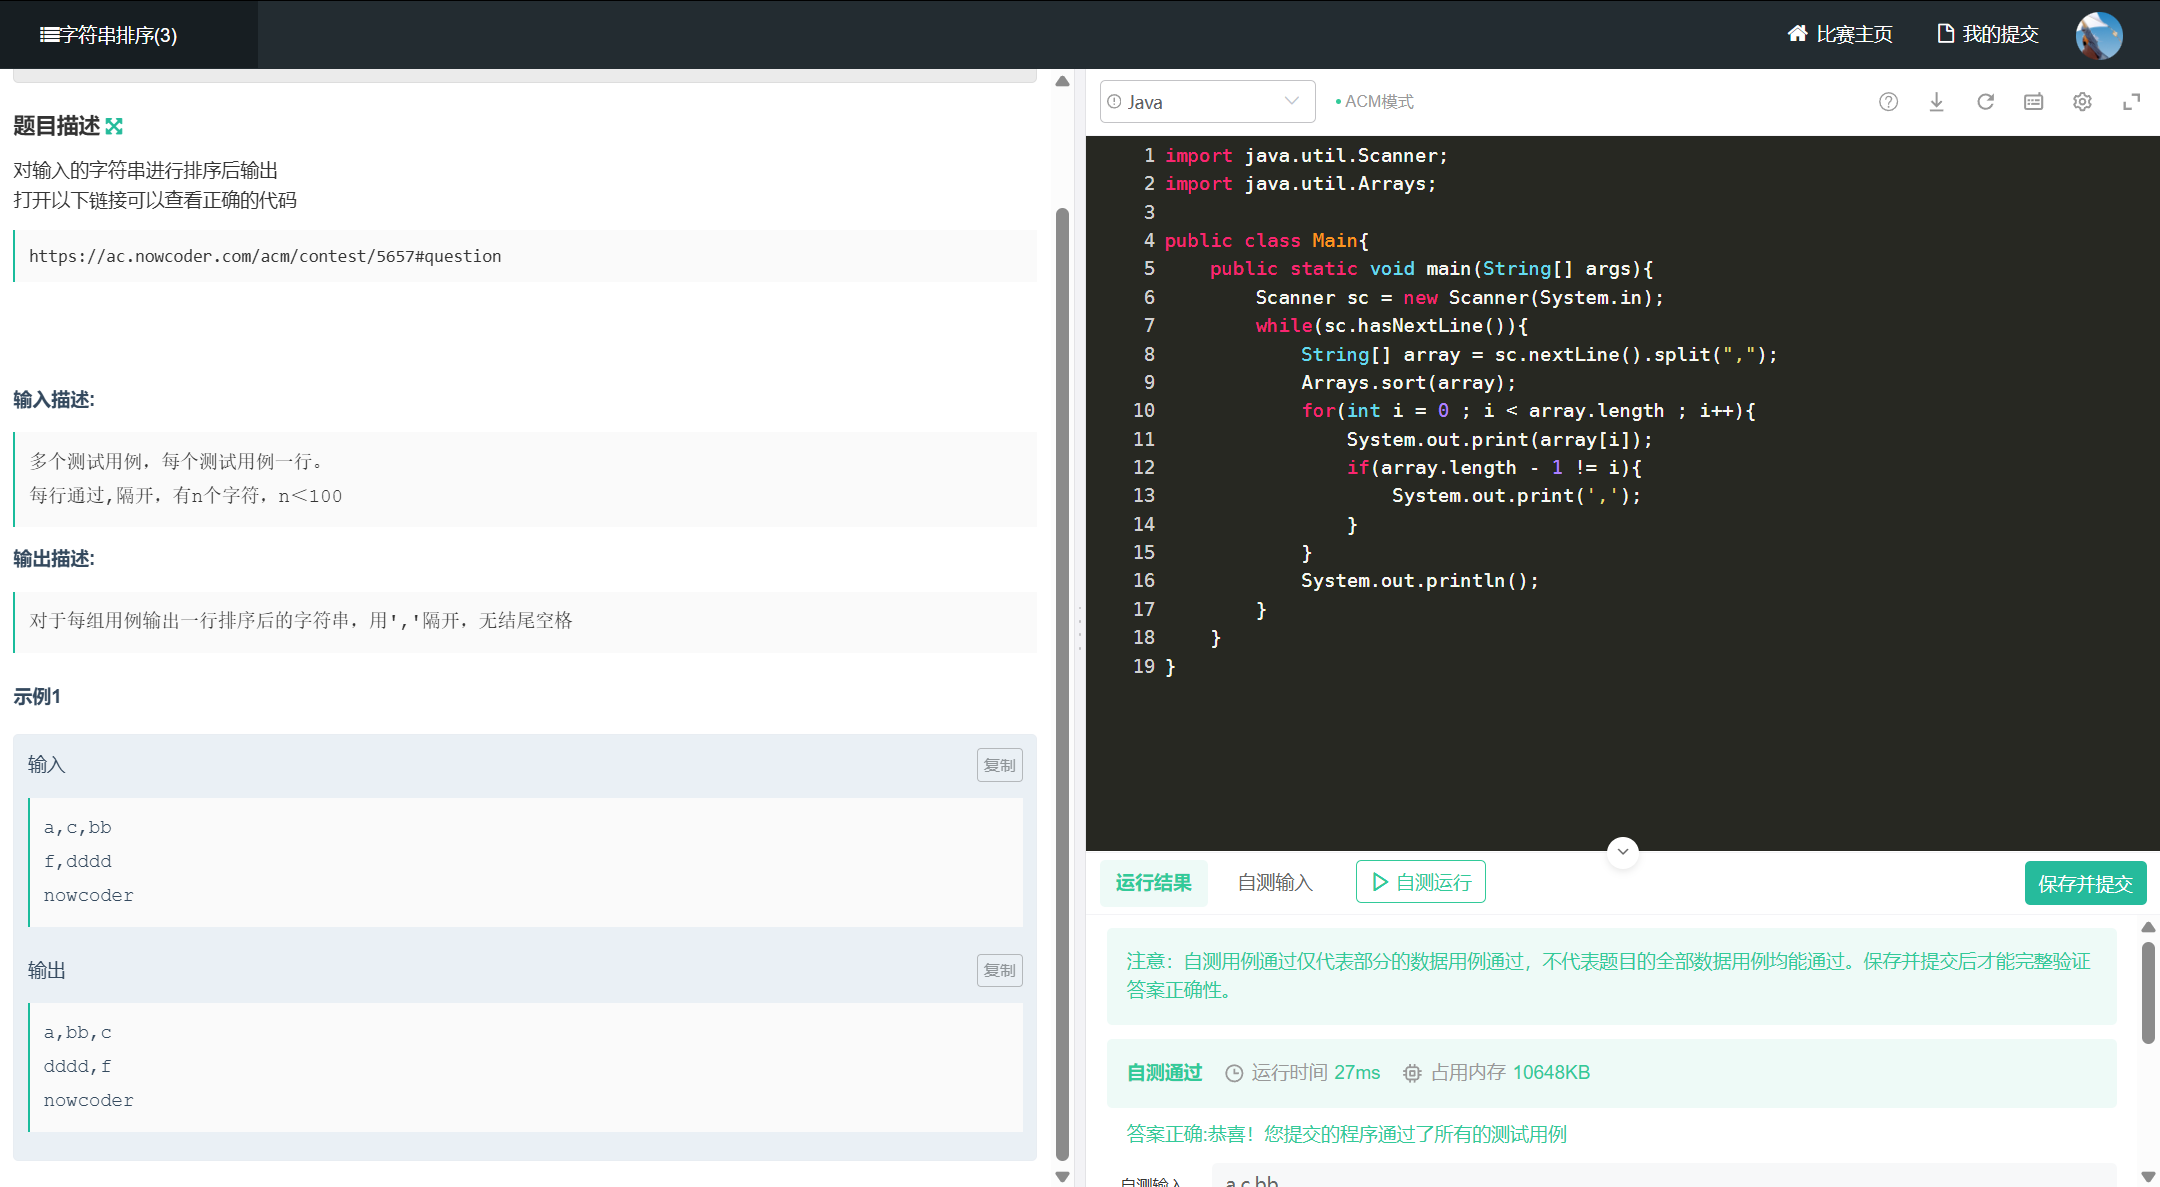 字符串排序(3)
比赛主页
我的提交
题目描述
对输入的字符串进行排序后输出
打开以下链接可以查看正确的代码
https://ac.nowcoder.com/acm/contest/5657#question
输入描述:
多个测试用例，每个测试用例一行。
每行通过,隔开，有n个字符，n＜100
输出描述:
对于每组用例输出一行排序后的字符串，用','隔开，无结尾空格
示例1
输入
复制
a,c,bb
f,dddd
nowcoder
输出
复制
a,bb,c
dddd,f
nowcoder
Java
ACM模式
1 import java.util.Scanner;
2 import java.util.Arrays;
3
4 public class Main{
5     public static void main(String[] args){
6         Scanner sc = new Scanner(System.in);
7         while(sc.hasNextLine()){
8             String[] array = sc.nextLine().split(",");
9             Arrays.sort(array);
10             for(int i = 0 ; i < array.length ; i++){
11                 System.out.print(array[i]);
12                 if(array.length - 1 != i){
13                     System.out.print(',');
14                 }
15             }
16             System.out.println();
17         }
18     }
19 }
运行结果
自测输入
自测运行
保存并提交
注意：自测用例通过仅代表部分的数据用例通过，不代表题目的全部数据用例均能通过。保存并提交后才能完整验证
答案正确性。
自测通过 运行时间 27ms 占用内存 10648KB
答案正确:恭喜！您提交的程序通过了所有的测试用例
自测输入 a,c,bb